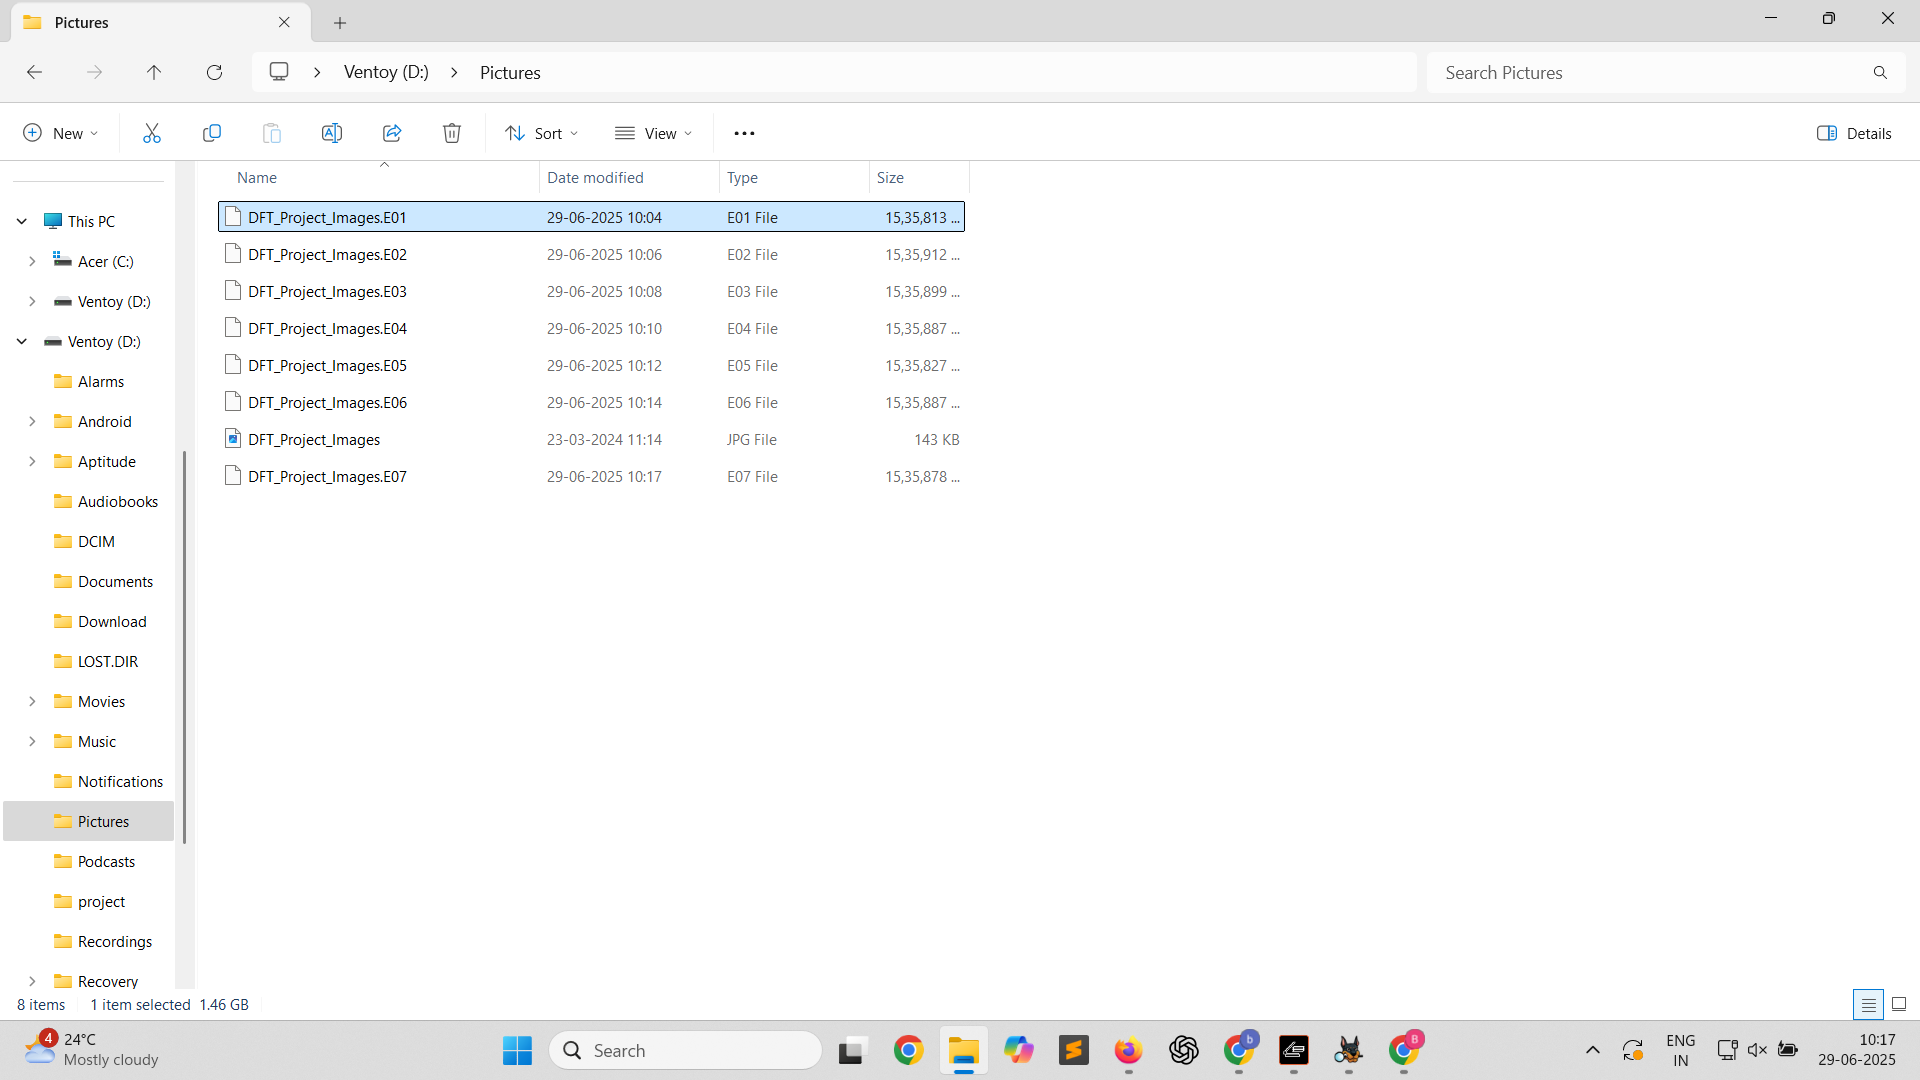 Pictures
Ventoy (D:)
Pictures
Search Pictures
New
Sort
View
Details
Name
Date modified
Type
Size
DFT_Project_Images.E01 29-06-2025 10:04 E01 File 15,35,813 ...
DFT_Project_Images.E02 29-06-2025 10:06 E02 File 15,35,912 ...
DFT_Project_Images.E03 29-06-2025 10:08 E03 File 15,35,899 ...
DFT_Project_Images.E04 29-06-2025 10:10 E04 File 15,35,887 ...
DFT_Project_Images.E05 29-06-2025 10:12 E05 File 15,35,827 ...
DFT_Project_Images.E06 29-06-2025 10:14 E06 File 15,35,887 ...
DFT_Project_Images 23-03-2024 11:14 JPG File 143 KB
DFT_Project_Images.E07 29-06-2025 10:17 E07 File 15,35,878 ...
This PC
Acer (C:)
Ventoy (D:)
Ventoy (D:)
Alarms
Android
Aptitude
Audiobooks
DCIM
Documents
Download
LOST.DIR
Movies
Music
Notifications
Pictures
Podcasts
project
Recordings
Recovery
8 items
1 item selected 1.46 GB
4
24°C
Mostly cloudy
Search
b
B
ENG
IN
10:17
29-06-2025